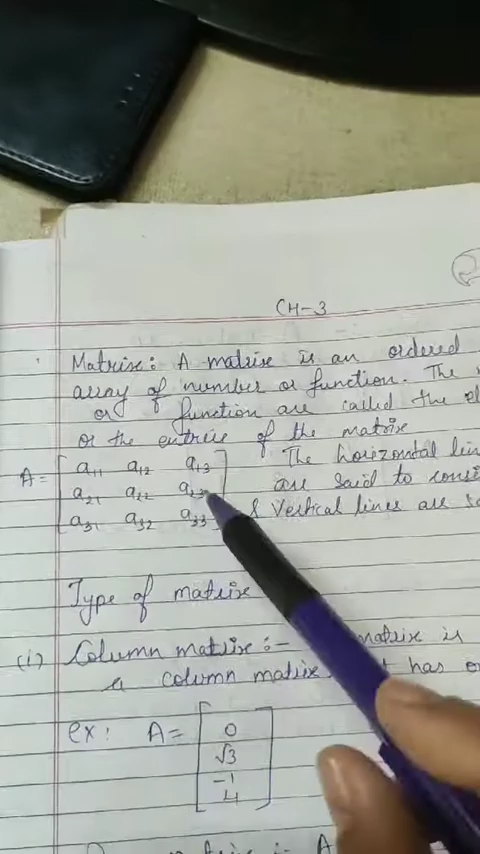 CH-3
Matrix: A matrix is an ordered
array of number or function. The
or function are called the
or the entries of the matrix
A = [ a11 a12 a13 The horizontal
a21 a22 a23 are said to
a31 a32 a33 ] & Vertical lines are
Type of matrix
(i) Column matrix :- matrix is
a column matrix has
ex: A = [ 0
√3
-1
4 ]